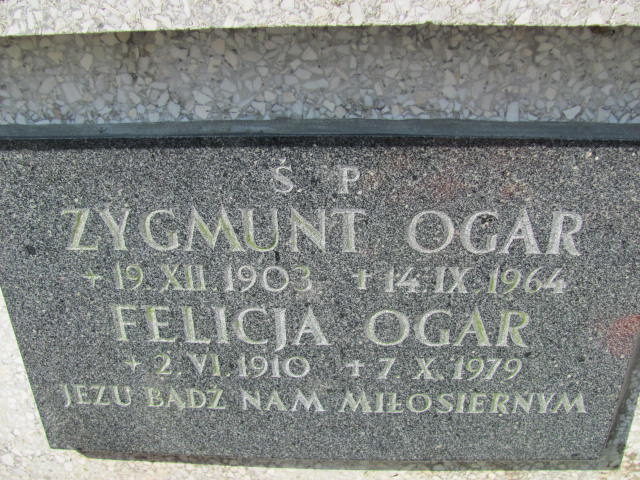 Ś. P.
ZYGMUNT OGAR
+ 19. XII. 1903 + 14. IX. 1964
FELICJA OGAR
+ 2. VI. 1910 + 7. X. 1979
JEZU BĄDŹ NAM MIŁOSIERNYM